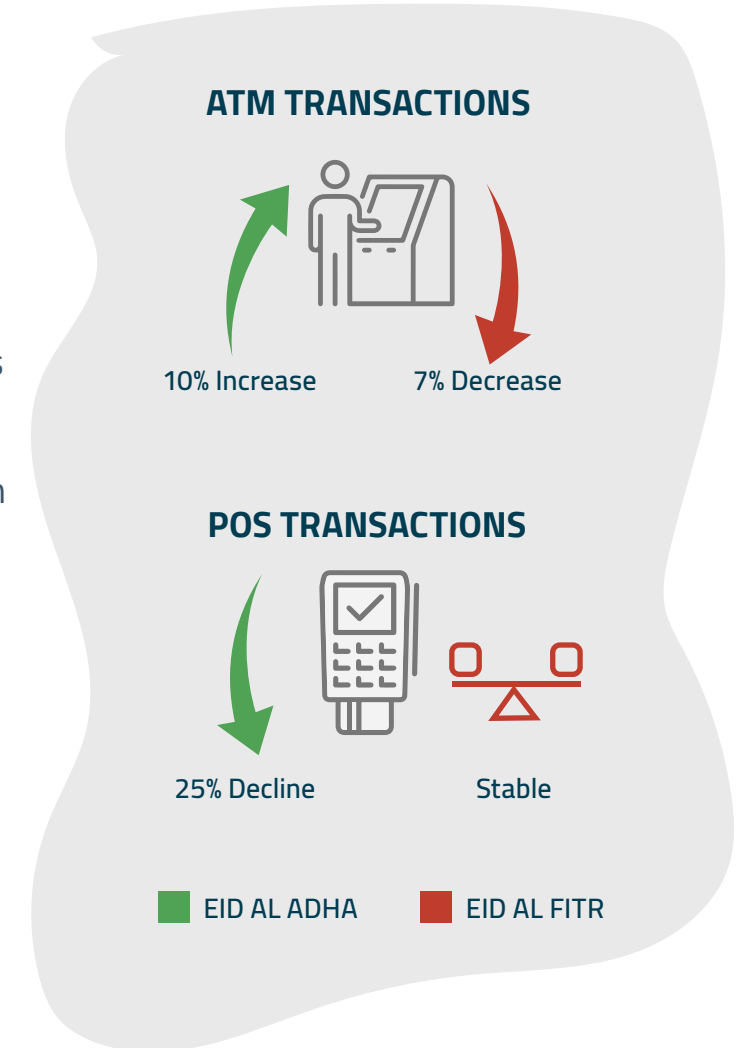 ATM TRANSACTIONS
10% Increase
7% Decrease
POS TRANSACTIONS
25% Decline
Stable
EID AL ADHA
EID AL FITR